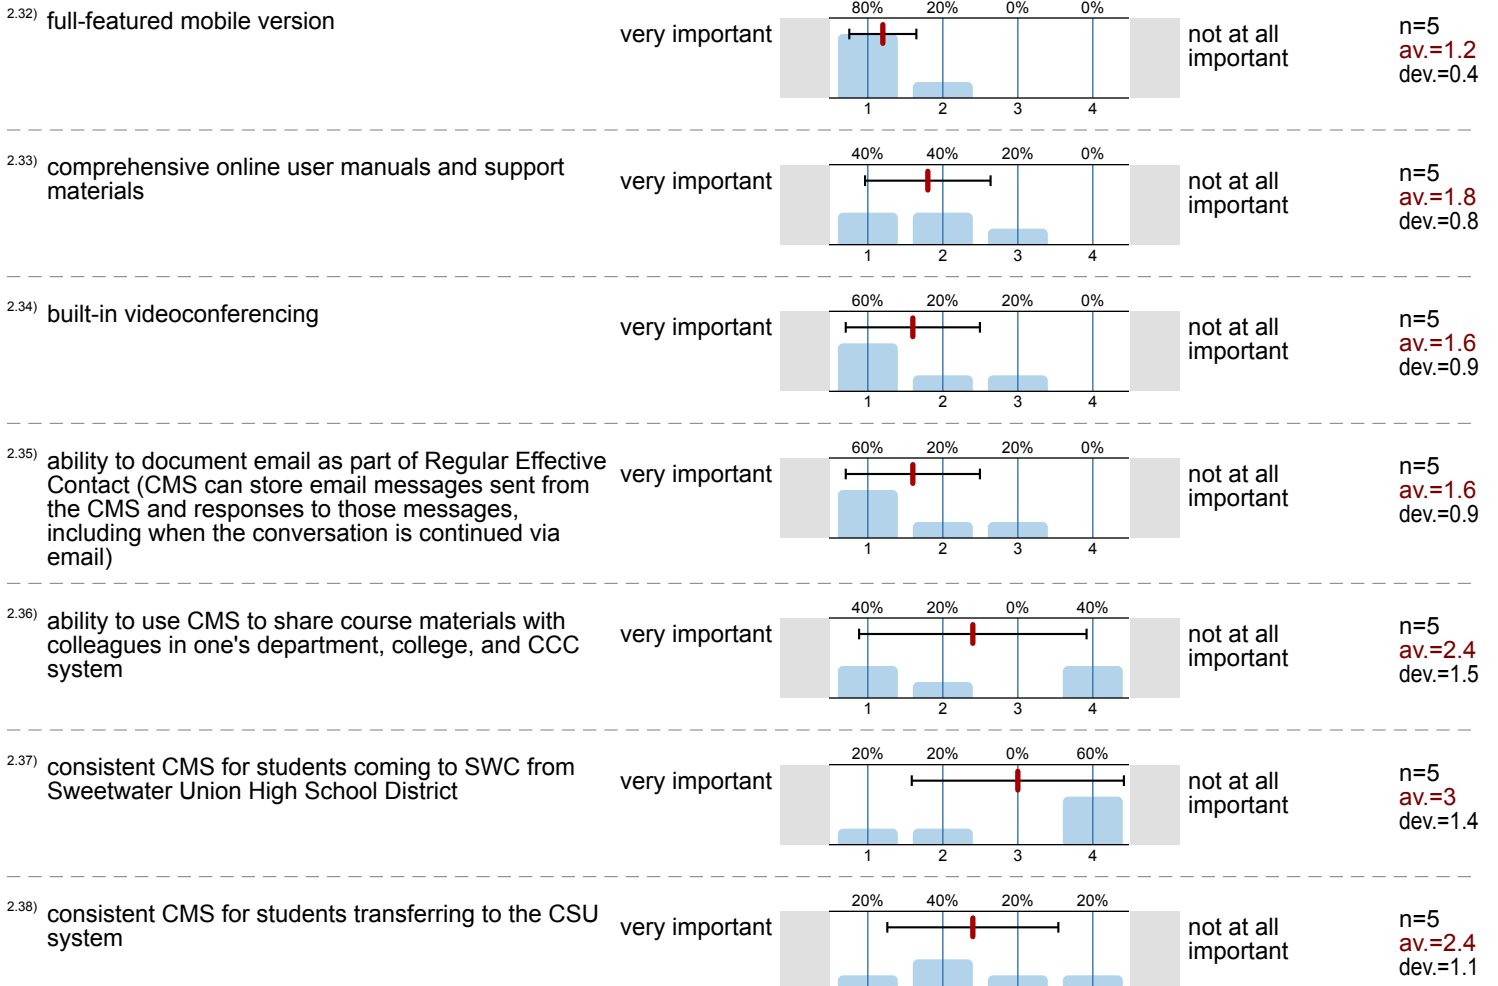 2.32) full-featured mobile version
very important
80% 20% 0% 0%
1 2 3 4
not at all
important
n=5
av.=1.2
dev.=0.4
2.33) comprehensive online user manuals and support
materials
very important
40% 40% 20% 0%
1 2 3 4
not at all
important
n=5
av.=1.8
dev.=0.8
2.34) built-in videoconferencing
very important
60% 20% 20% 0%
1 2 3 4
not at all
important
n=5
av.=1.6
dev.=0.9
2.35) ability to document email as part of Regular Effective
Contact (CMS can store email messages sent from
the CMS and responses to those messages,
including when the conversation is continued via
email)
very important
60% 20% 20% 0%
1 2 3 4
not at all
important
n=5
av.=1.6
dev.=0.9
2.36) ability to use CMS to share course materials with
colleagues in one's department, college, and CCC
system
very important
40% 20% 0% 40%
1 2 3 4
not at all
important
n=5
av.=2.4
dev.=1.5
2.37) consistent CMS for students coming to SWC from
Sweetwater Union High School District
very important
20% 20% 0% 60%
1 2 3 4
not at all
important
n=5
av.=3
dev.=1.4
2.38) consistent CMS for students transferring to the CSU
system
very important
20% 40% 20% 20%
not at all
important
n=5
av.=2.4
dev.=1.1